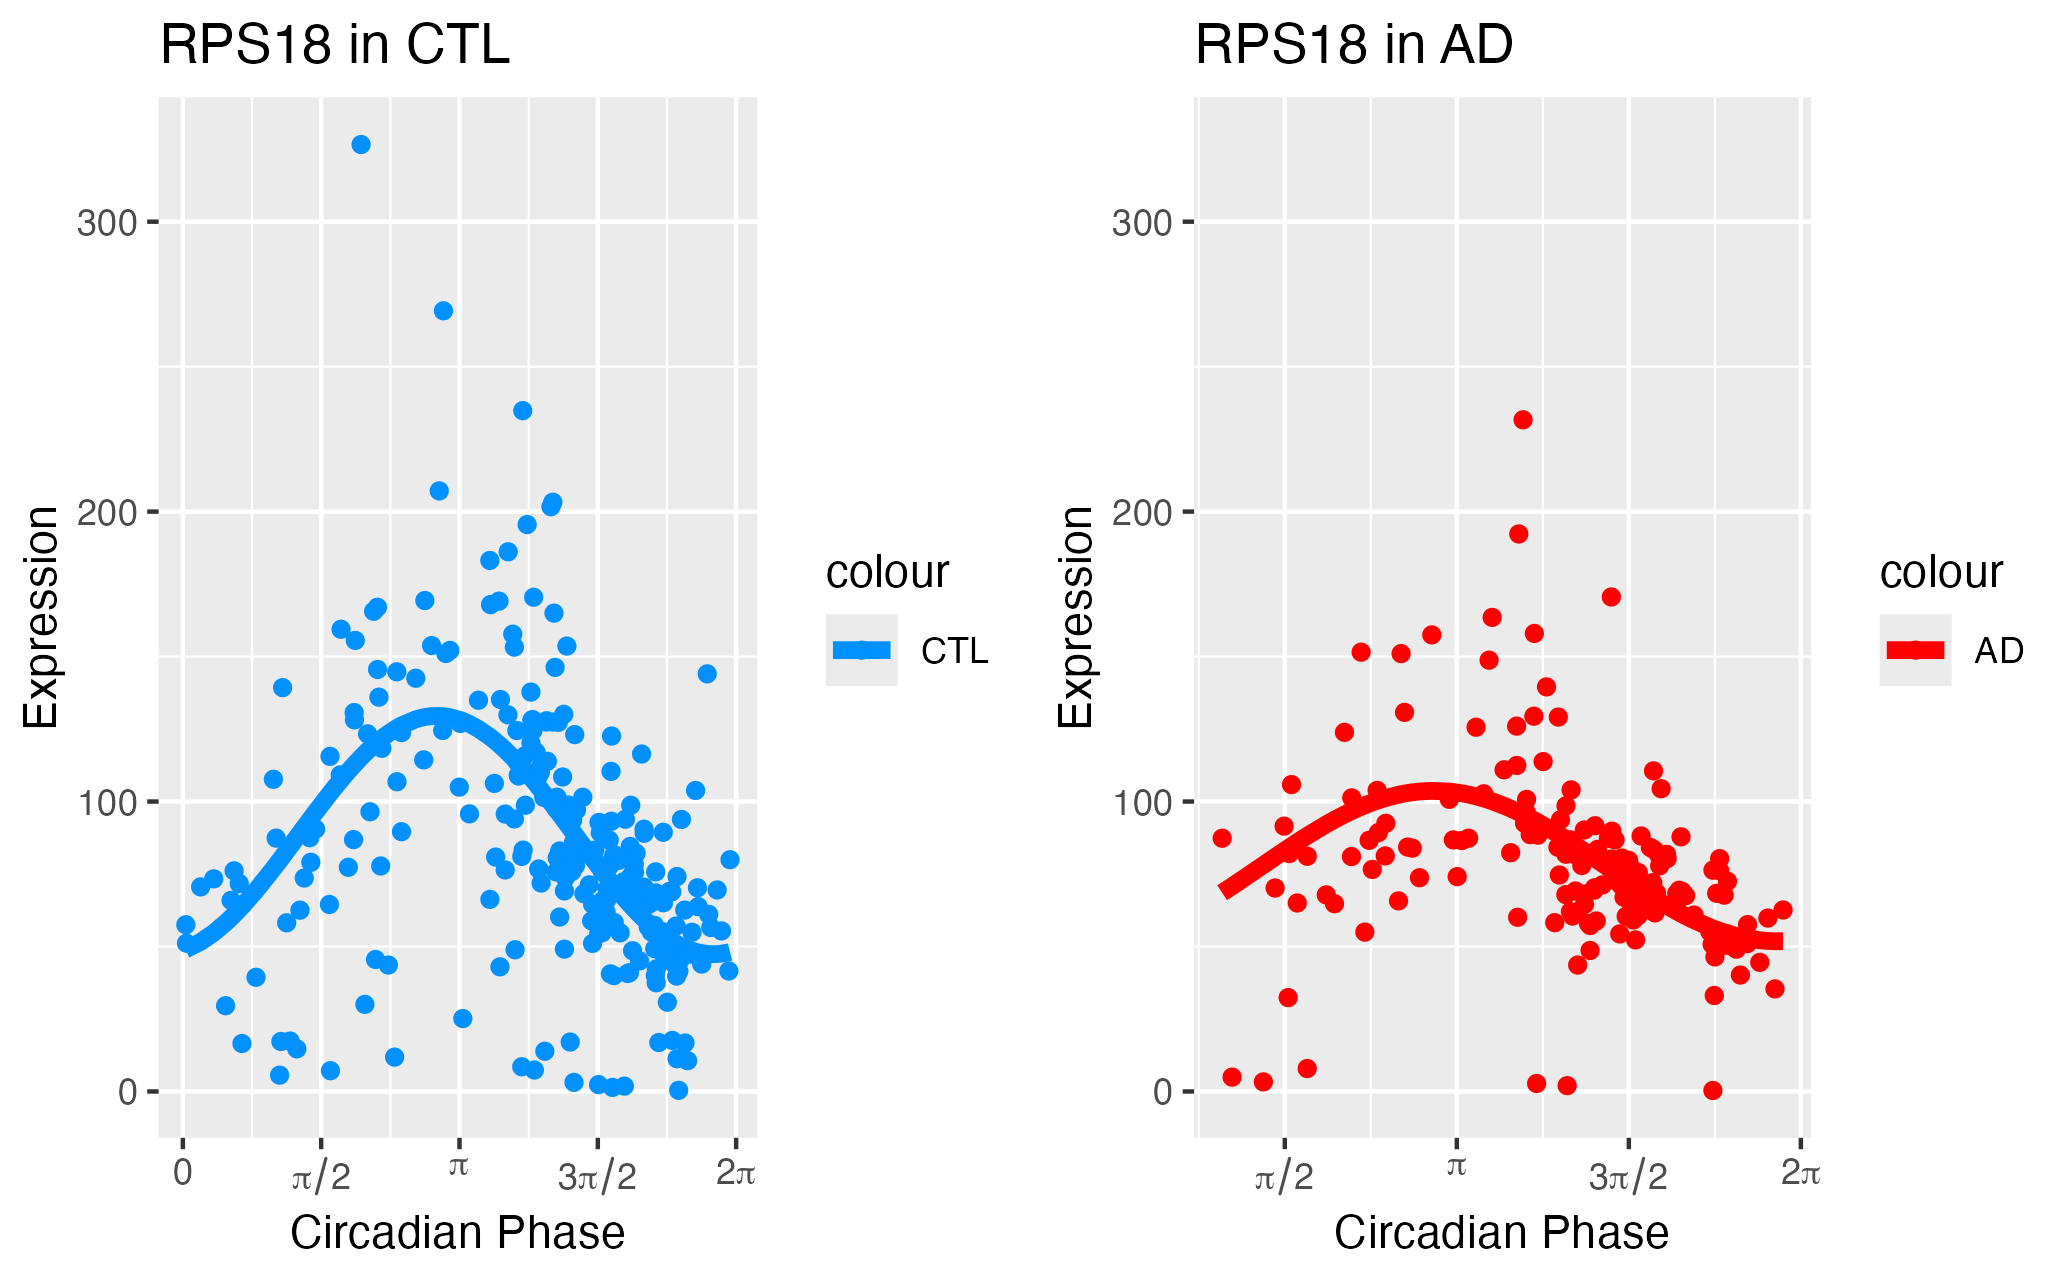 RPS18 in CTL
Expression
300
200
100
0
0
π/2
π
3π/2
2π
Circadian Phase
colour
CTL
RPS18 in AD
Expression
300
200
100
0
π/2
π
3π/2
2π
Circadian Phase
colour
AD